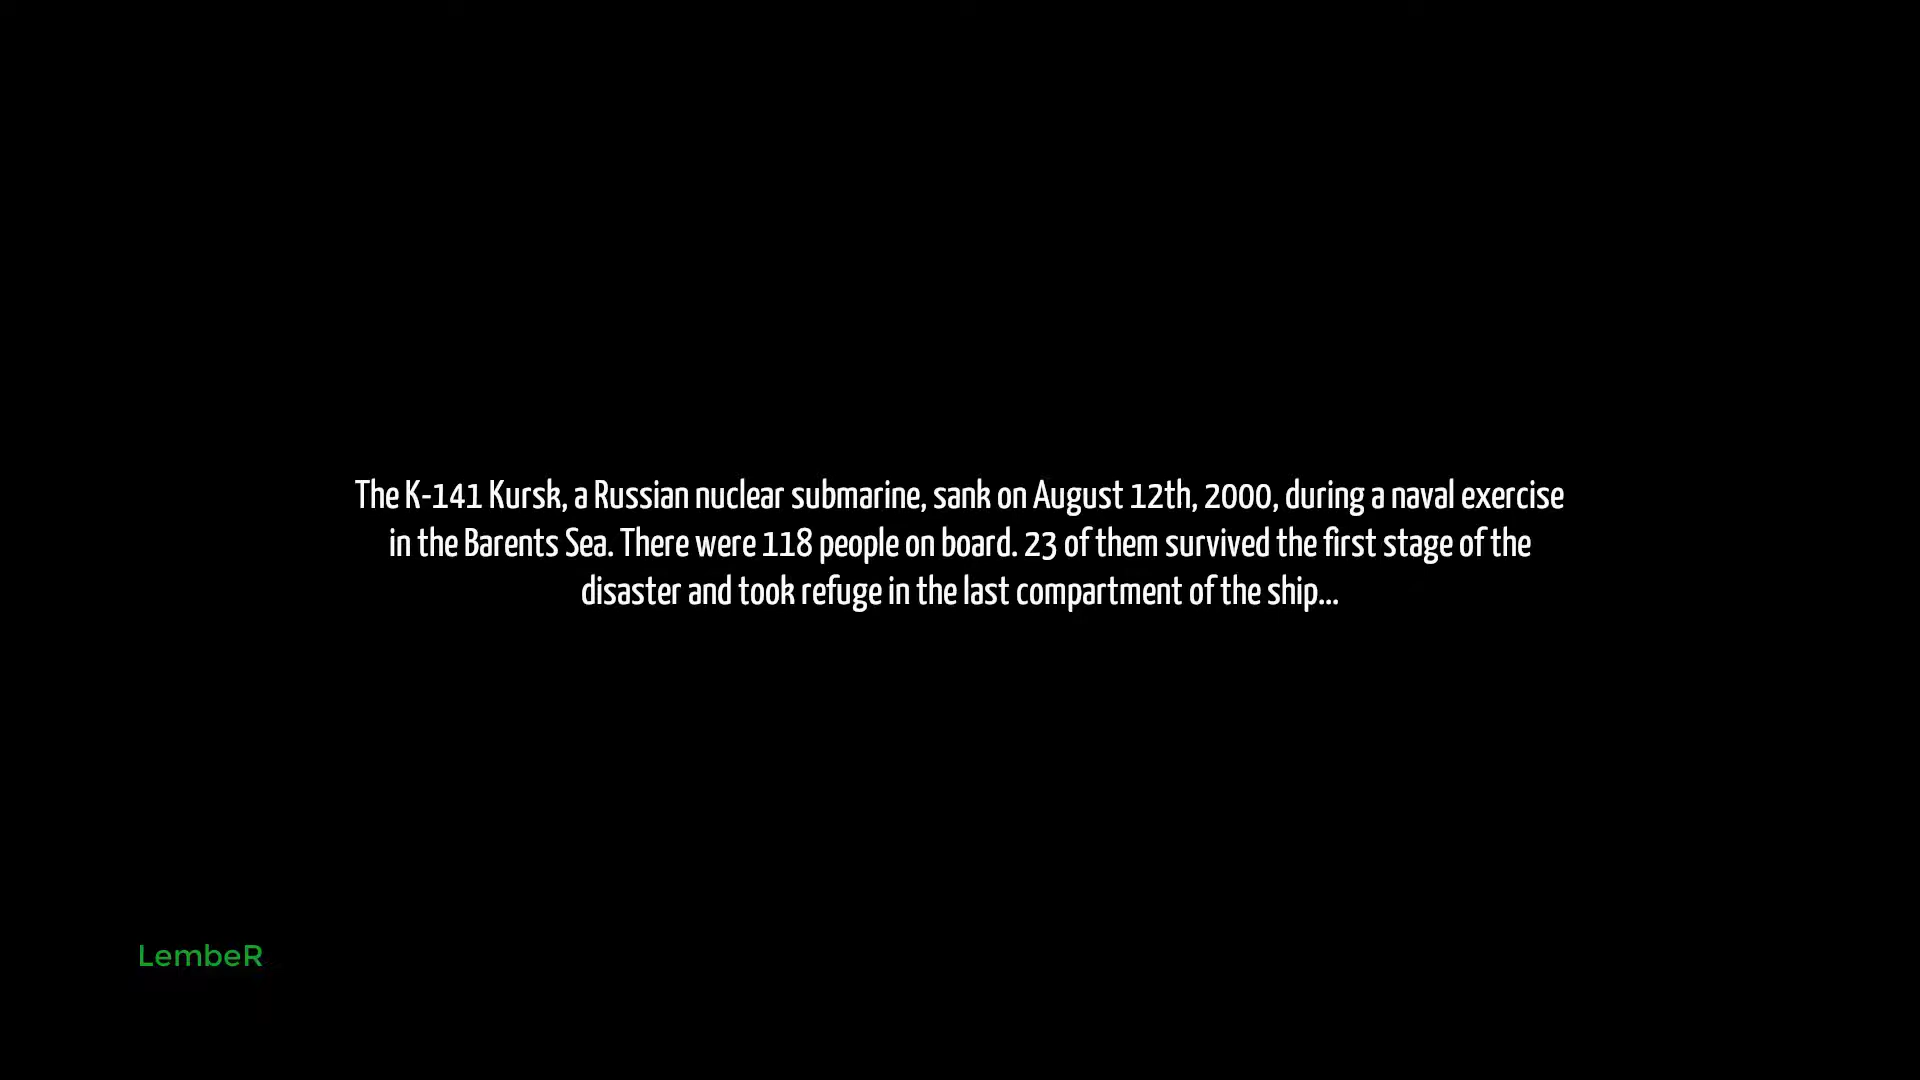 The K-141 Kursk, a Russian nuclear submarine, sank on August 12th, 2000, during a naval exercise
in the Barents Sea. There were 118 people on board. 23 of them survived the first stage of the
disaster and took refuge in the last compartment of the ship...
LembeR